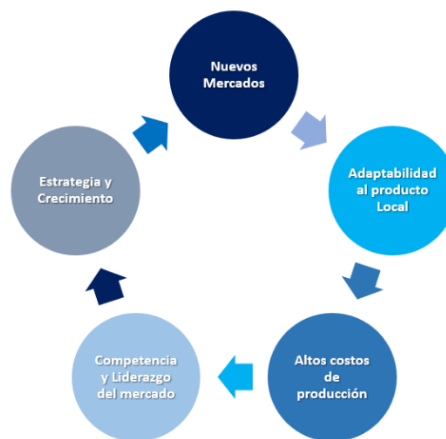 Nuevos
Mercados
Adaptabilidad
al producto
Local
Altos costos
de
producción
Competencia
y Liderazgo
del mercado
Estrategia y
Crecimiento